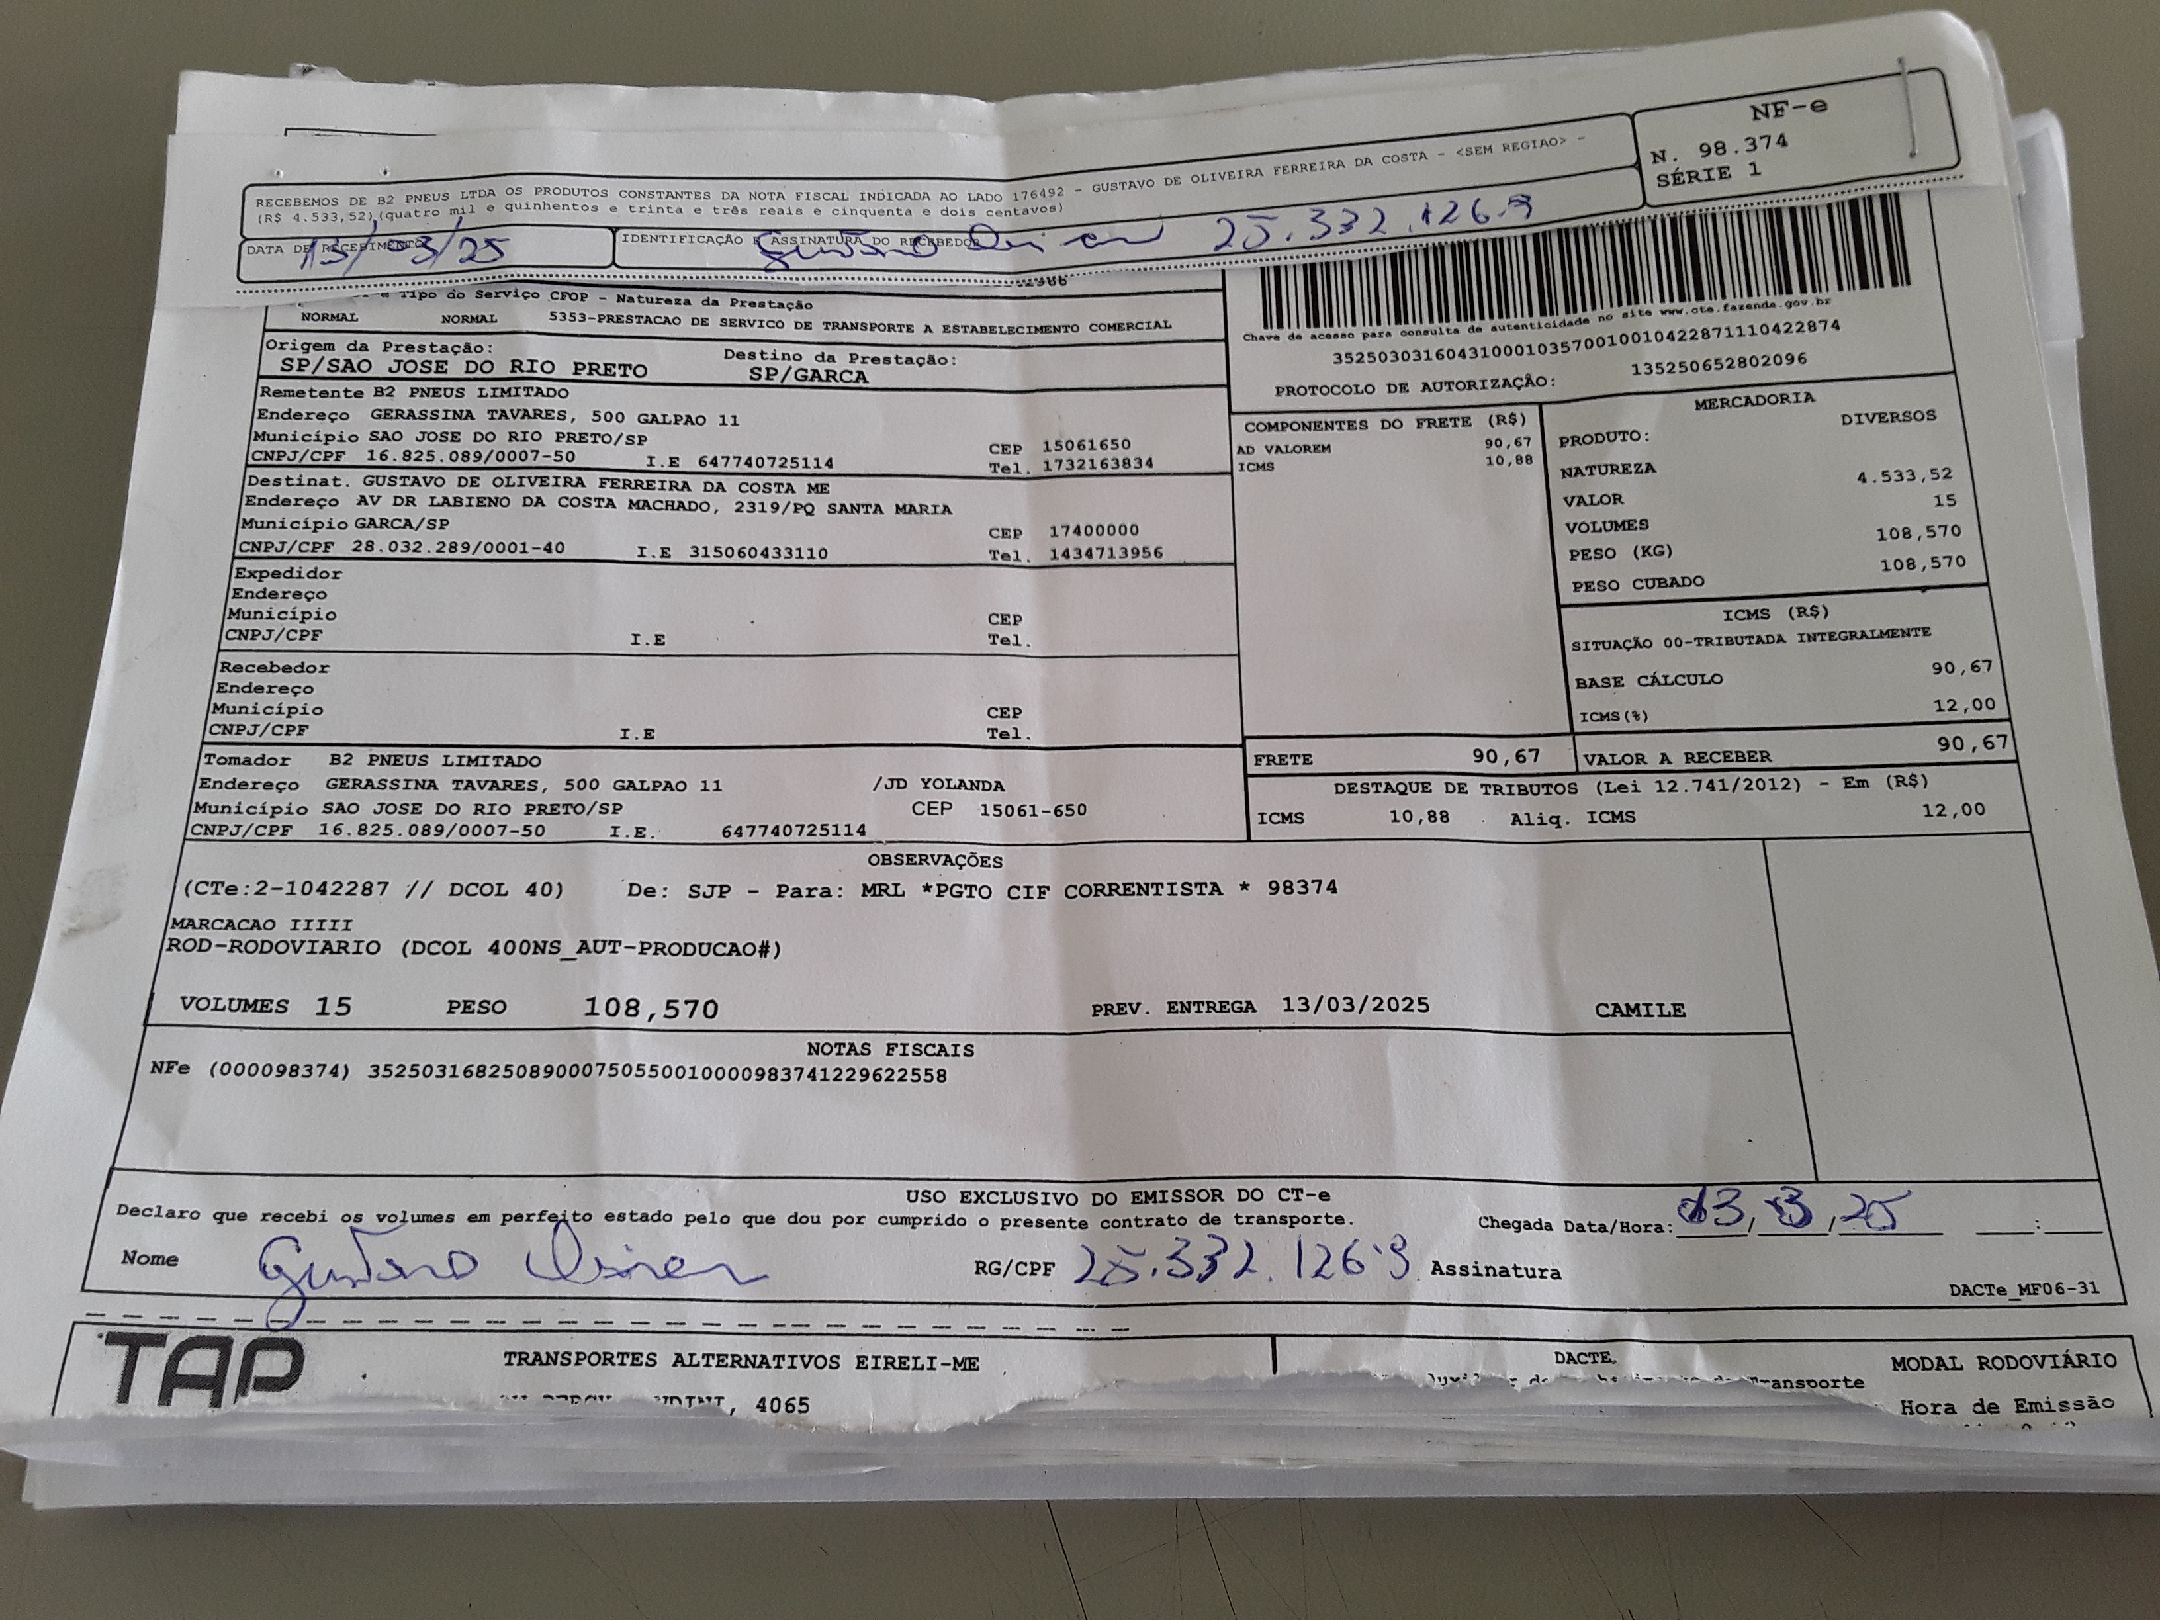 NF-e
N. 98.374
SÉRIE 1
RECEBEMOS DE B2 PNEUS LTDA OS PRODUTOS CONSTANTES DA NOTA FISCAL INDICADA AO LADO 176492 - GUSTAVO DE OLIVEIRA FERREIRA DA COSTA - <SEM REGIAO> -
(R$ 4.533,52) (quatro mil e quinhentos e trinta e três reais e cinquenta e dois centavos)
DATA DE RECEBIMENTO 13/03/25
IDENTIFICAÇÃO E ASSINATURA DO RECEBEDOR Gustavo 25.332.126.9
Tipo do Serviço CFOP - Natureza da Prestação
NORMAL NORMAL 5353-PRESTACAO DE SERVICO DE TRANSPORTE A ESTABELECIMENTO COMERCIAL
Chave de acesso para consulta de autenticidade no site www.cte.fazenda.gov.br
35250303160431000103570010010422871110422874
PROTOCOLO DE AUTORIZAÇÃO: 135250652802096
Origem da Prestação: Destino da Prestação:
SP/SAO JOSE DO RIO PRETO SP/GARCA
Remetente B2 PNEUS LIMITADO
Endereço GERASSINA TAVARES, 500 GALPAO 11
Município SAO JOSE DO RIO PRETO/SP CEP 15061650
CNPJ/CPF 16.825.089/0007-50 I.E 647740725114 Tel. 1732163834
Destinat. GUSTAVO DE OLIVEIRA FERREIRA DA COSTA ME
Endereço AV DR LABIENO DA COSTA MACHADO, 2319/PQ SANTA MARIA
Município GARCA/SP CEP 17400000
CNPJ/CPF 28.032.289/0001-40 I.E 315060433110 Tel. 1434713956
Expedidor
Endereço
Município CEP
CNPJ/CPF I.E Tel.
Recebedor
Endereço
Município CEP
CNPJ/CPF I.E Tel.
Tomador B2 PNEUS LIMITADO
Endereço GERASSINA TAVARES, 500 GALPAO 11 /JD YOLANDA
Município SAO JOSE DO RIO PRETO/SP CEP 15061-650
CNPJ/CPF 16.825.089/0007-50 I.E. 647740725114
COMPONENTES DO FRETE (R$)
AD VALOREM 90,67
ICMS 10,88
MERCADORIA
PRODUTO: DIVERSOS
NATUREZA
VALOR 4.533,52
VOLUMES 15
PESO (KG) 108,570
PESO CUBADO 108,570
ICMS (R$)
SITUAÇÃO 00-TRIBUTADA INTEGRALMENTE
BASE CÁLCULO 90,67
ICMS(%) 12,00
FRETE 90,67 VALOR A RECEBER 90,67
DESTAQUE DE TRIBUTOS (Lei 12.741/2012) - Em (R$)
ICMS 10,88 Aliq. ICMS 12,00
OBSERVAÇÕES
(CTe:2-1042287 // DCOL 40) De: SJP - Para: MRL *PGTO CIF CORRENTISTA * 98374
MARCACAO IIIII
ROD-RODOVIARIO (DCOL 400NS_AUT-PRODUCAO#)
VOLUMES 15 PESO 108,570 PREV. ENTREGA 13/03/2025 CAMILE
NOTAS FISCAIS
NFe (000098374) 35250316825089000750550010000983741229622558
USO EXCLUSIVO DO EMISSOR DO CT-e
Declaro que recebi os volumes em perfeito estado pelo que dou por cumprido o presente contrato de transporte. Chegada Data/Hora: 13, 3, 25 :
Nome Gustavo RG/CPF 25.332.126.9 Assinatura
DACTe_MF06-31
TAP TRANSPORTES ALTERNATIVOS EIRELI-ME DACTE MODAL RODOVIÁRIO
4065 Transporte
Hora de Emissão